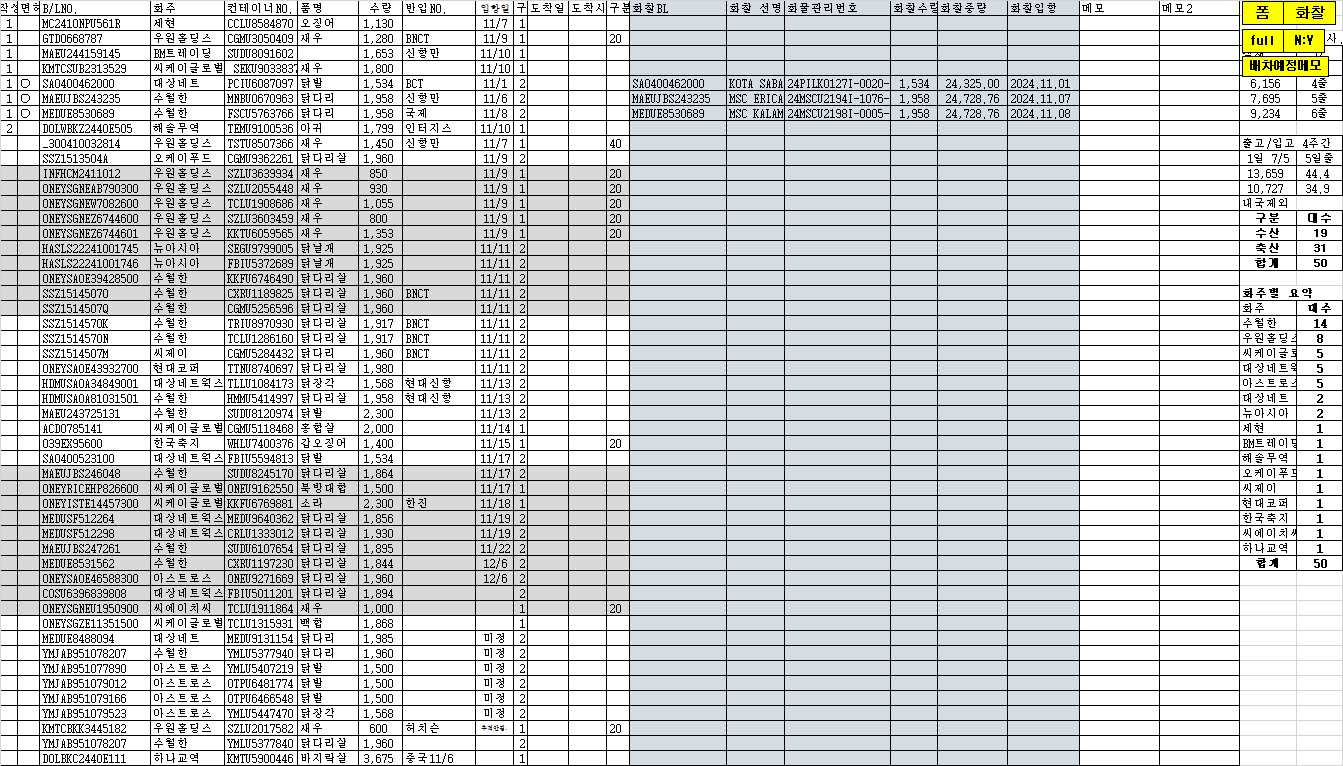 작성 면허 B/LNO. 화주 컨테이너NO. 품명 수량 반입NO. 입항일 구 도착일 도착시 구분 화찰BL 화찰 선명 화물관리번호 화찰수량 화찰중량 화찰입항 메모 메모2 폼 화찰
1 MC2410NPU561R 세현 CCLU8584870 오징어 1,130 11/7 1
1 GTD0668787 우원홀딩스 CGMU3050409 새우 1,280 BNCT 11/9 1 20 full N:Y 사.
1 MAEU244159145 BM트레이딩 SUDU8091602 1,653 신항만 11/10 1
1 KMTCSUB2313529 씨케이글로벌 SEKU9033837 새우 1,800 11/10 1 배차예정메모
1 ○ SA0400462000 대상네트 PCIU6087097 닭발 1,534 BCT 11/1 2 SA0400462000 KOTA SABA 24PILK0127I-0020- 1,534 24,325.00 2024.11.01 6,156 4줄
1 ○ MAEUJBS243235 수월한 MNBU0670963 닭다리 1,958 신항만 11/6 2 MAEUJBS243235 MSC ERICA 24MSCU2194I-1076- 1,958 24,728.76 2024.11.07 7,695 5줄
1 ○ MEDUE8530689 수월한 FSCU5763766 닭다리 1,958 국제 11/8 2 MEDUE8530689 MSC KALAM 24MSCU2198I-0005- 1,958 24,728.76 2024.11.08 9,234 6줄
2 DOLWBKZ2440E505 해솔무역 TEMU9100536 아귀 1,799 인터지스 11/10 1
_300410032814 우원홀딩스 TSTU8507366 새우 1,450 신항만 11/7 1 40 출고/입고 4주간
SSZ1513504A 오케이푸드 CGMU9362261 닭다리살 1,960 11/9 2 1일 7/5 5일줄
INFHCM2411012 우원홀딩스 SZLU3639934 새우 850 11/9 1 20 13,659 44.4
ONEYSGNEAB790300 우원홀딩스 SZLU2055448 새우 930 11/9 1 20 10,727 34.9
ONEYSGNEW7082600 우원홀딩스 TCLU1908686 새우 1,055 11/9 1 20 내국제외
ONEYSGNEZ6744600 우원홀딩스 SZLU3603459 새우 800 11/9 1 20 구분 대수
ONEYSGNEZ6744601 우원홀딩스 KKTU6059565 새우 1,353 11/9 1 20 수산 19
HASLS22241001745 뉴아시아 SEGU9799005 닭날개 1,925 11/11 2 축산 31
HASLS22241001746 뉴아시아 FBIU5372689 닭날개 1,925 11/11 2 합계 50
ONEYSAOE39428500 수월한 KKFU6746490 닭다리살 1,960 11/11 2
SSZ1514507O 수월한 CXRU1189825 닭다리살 1,960 BNCT 11/11 2 화주별 요약
SSZ1514507Q 수월한 CGMU5256596 닭다리살 1,960 11/11 2 화주 대수
SSZ1514570K 수월한 TRIU8970930 닭다리살 1,917 BNCT 11/11 2 수월한 14
SSZ1514570N 수월한 TCLU1286160 닭다리살 1,917 BNCT 11/11 2 우원홀딩스 8
SSZ1514507M 씨제이 CGMU5284432 닭다리 1,960 BNCT 11/11 2 씨케이글로 5
ONEYSAOE43932700 현대코퍼 TTNU8740697 닭다리살 1,980 11/11 2 대상네트웍 5
HDMUSAOA34849001 대상네트웍스 TLLU1084173 닭장각 1,568 현대신항 11/13 2 아스트로스 5
HDMUSAOA81031501 수월한 HMMU5414997 닭다리살 1,958 현대신항 11/13 2 대상네트 2
MAEU243725131 수월한 SUDU8120974 닭발 2,300 11/13 2 뉴아시아 2
ACD0785141 씨케이글로벌 CGMU5118468 홍합살 2,000 11/14 1 세현 1
039EX95600 한국축지 WHLU7400376 갑오징어 1,400 11/15 1 20 BM트레이딩 1
SA0400523100 대상네트웍스 FBIU5594813 닭발 1,534 11/17 2 해솔무역 1
MAEUJBS246048 수월한 SUDU8245170 닭다리살 1,864 11/17 2 오케이푸드 1
ONEYRICEHP826600 씨케이글로벌 ONEU9162550 북방대합 1,500 11/17 1 씨제이 1
ONEYISTE14457300 씨케이글로벌 KKFU6769881 소라 2,300 한진 11/18 1 현대코퍼 1
MEDUSF512264 대상네트웍스 MEDU9640362 닭다리살 1,856 11/19 2 한국축지 1
MEDUSF512298 대상네트웍스 CRLU1333012 닭다리살 1,930 11/19 2 씨에이치씨 1
MAEUJBS247261 수월한 SUDU6107654 닭다리살 1,895 11/22 2 하나교역 1
MEDUE8531562 수월한 CXRU1197230 닭다리살 1,844 12/6 2 합계 50
ONEYSAOE46588300 아스트로스 ONEU9271669 닭다리살 1,960 12/6 2
COSU6396839808 대상네트웍스 FBIU5011201 닭다리살 1,894 2
ONEYSGNEU1950900 씨에이치씨 TCLU1911864 새우 1,000 1 20
ONEYSGZE11351500 씨케이글로벌 TCLU1315931 백합 1,868 1
MEDUE8488094 대상네트 MEDU9131154 닭다리 1,985 미정 2
YMJAB951078207 수월한 YMLU5377940 닭다리 1,960 미정 2
YMJAB951077890 아스트로스 YMLU5407219 닭발 1,500 미정 2
YMJAB951079012 아스트로스 OTPU6481774 닭발 1,500 미정 2
YMJAB951079166 아스트로스 OTPU6466548 닭발 1,500 미정 2
YMJAB951079523 아스트로스 YMLU5447470 닭장각 1,568 미정 2
KMTCBKK3445182 우원홀딩스 SZLU2017582 새우 600 허치슨 1 20
YMJAB951078207 수월한 YMLU5377840 닭다리살 1,960 2
DOLBKC2440E111 하나교역 KMTU5900446 바지락살 3,675 중국11/6 1